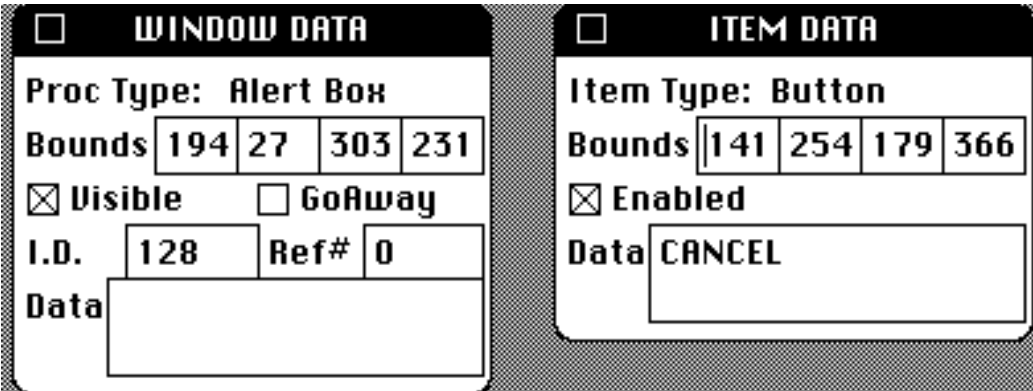 WINDOW DATA
Proc Type: Alert Box
Bounds 194 27 303 231
Visible GoAway
I.D. 128 Ref# 0
Data
ITEM DATA
Item Type: Button
Bounds 141 254 179 366
Enabled
Data CANCEL